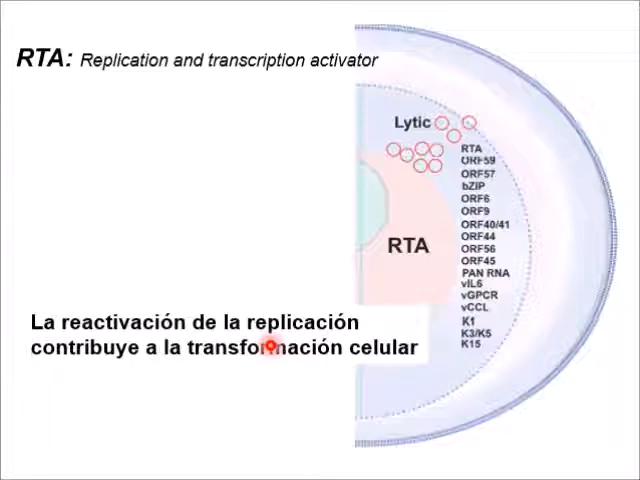 RTA: Replication and transcription activator
Lytic
RTA
ORF59
ORF57
bZIP
ORF6
ORF9
ORF40/41
ORF44
ORF56
ORF45
PAN RNA
vIL6
vGPCR
vCCL
K1
K3/K5
K15
RTA
La reactivación de la replicación
contribuye a la transformación celular